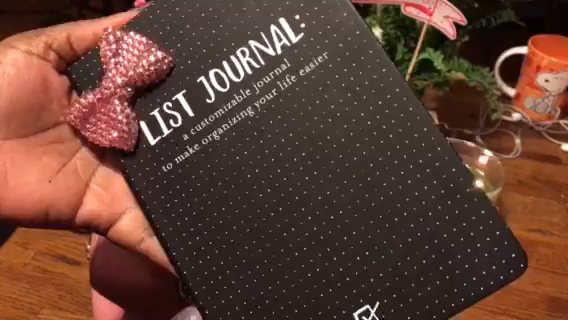 LIST JOURNAL:
a customizable journal
to make organizing your life easier